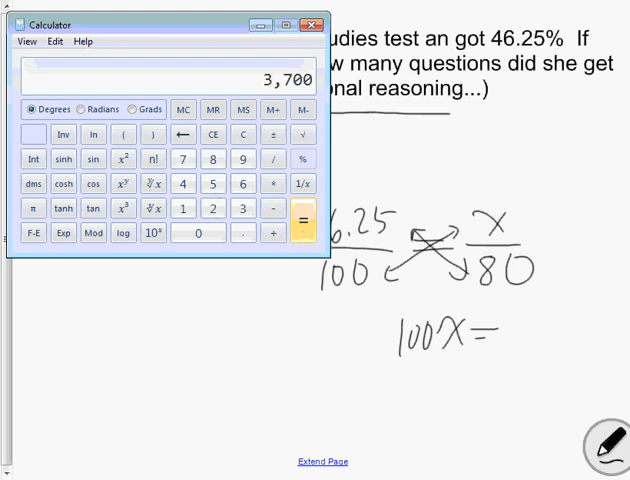 Calculator
View Edit Help
3,700
Degrees Radians Grads MC MR MS M+ M-
Inv ln ( ) ← CE C ± √
Int sinh sin x² n! 7 8 9 / %
dms cosh cos xʸ ʸ√x 4 5 6 * 1/x
π tanh tan x³ ³√x 1 2 3 - =
F-E Exp Mod log 10ˣ 0 . +
udies test an got 46.25% If
w many questions did she get
onal reasoning...)
6.25 x
100 80
100x =
Extend Page